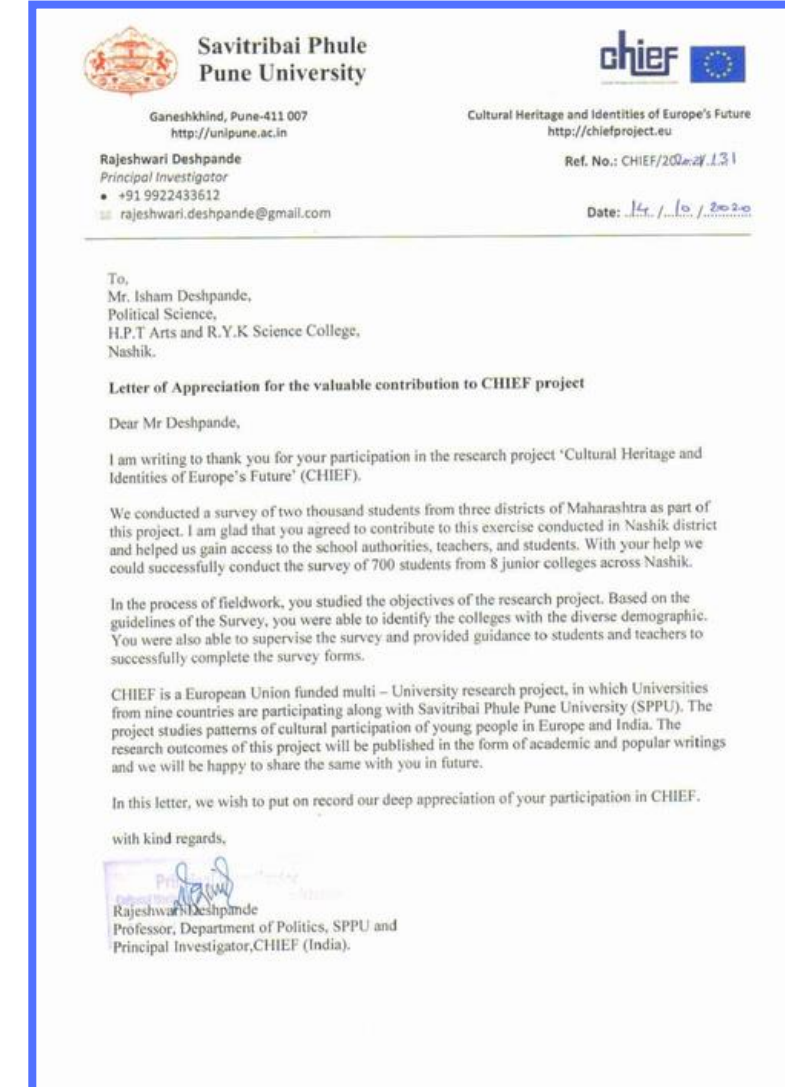 Savitribai Phule
Pune University
chief
Ganeshkhind, Pune-411 007
http://unipune.ac.in
Cultural Heritage and Identities of Europe's Future
http://chiefproject.eu
Rajeshwari Deshpande
Principal Investigator
• +91 9922433612
rajeshwari.deshpande@gmail.com
Ref. No.: CHIEF/
Date: 14 / 10 / 2020
To,
Mr. Isham Deshpande,
Political Science,
H.P.T Arts and R.Y.K Science College,
Nashik.
Letter of Appreciation for the valuable contribution to CHIEF project
Dear Mr Deshpande,
I am writing to thank you for your participation in the research project ‘Cultural Heritage and
Identities of Europe’s Future’ (CHIEF).
We conducted a survey of two thousand students from three districts of Maharashtra as part of
this project. I am glad that you agreed to contribute to this exercise conducted in Nashik district
and helped us gain access to the school authorities, teachers, and students. With your help we
could successfully conduct the survey of 700 students from 8 junior colleges across Nashik.
In the process of fieldwork, you studied the objectives of the research project. Based on the
guidelines of the Survey, you were able to identify the colleges with the diverse demographic.
You were also able to supervise the survey and provided guidance to students and teachers to
successfully complete the survey forms.
CHIEF is a European Union funded multi – University research project, in which Universities
from nine countries are participating along with Savitribai Phule Pune University (SPPU). The
project studies patterns of cultural participation of young people in Europe and India. The
research outcomes of this project will be published in the form of academic and popular writings
and we will be happy to share the same with you in future.
In this letter, we wish to put on record our deep appreciation of your participation in CHIEF.
with kind regards,
Rajeshwari Deshpande
Professor, Department of Politics, SPPU and
Principal Investigator,CHIEF (India).